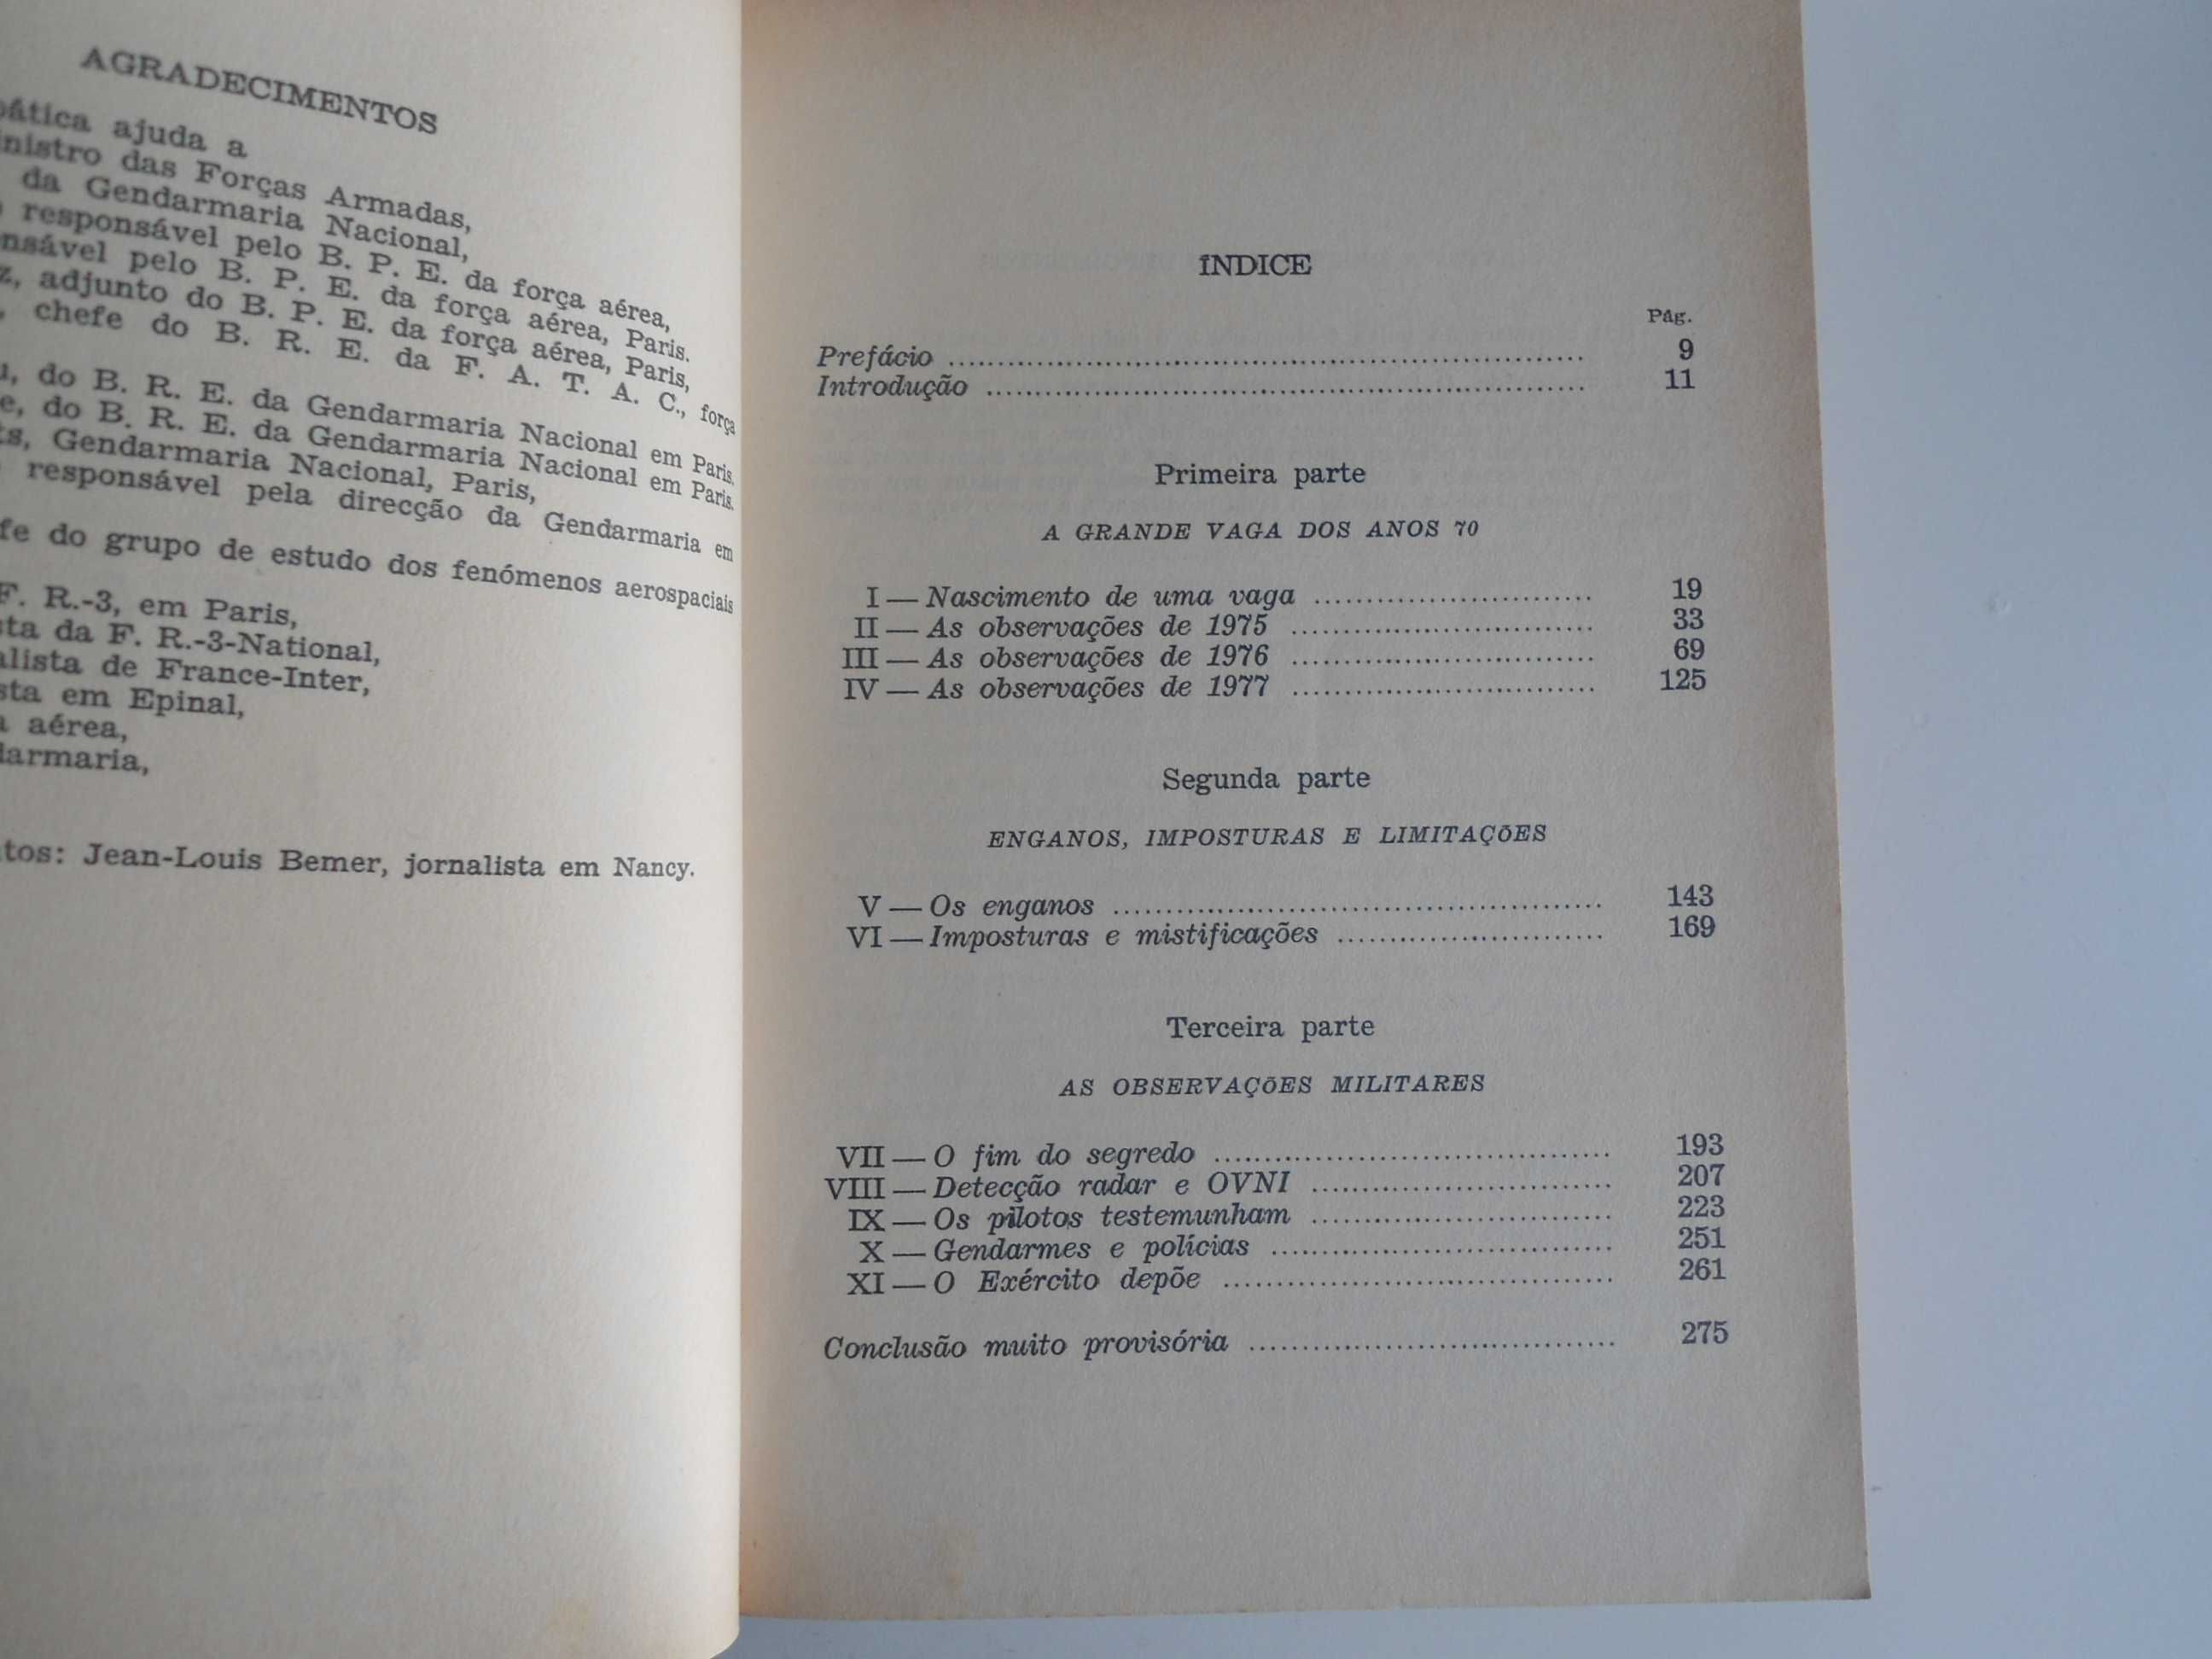 AGRADECIMENTOS
ajuda a
das Forças Armadas,
da Gendarmaria Nacional,
responsável pelo B. P. E. da força aérea,
pelo B. P. E. da força aérea, Paris.
adjunto do B. P. E. da força aérea, Paris,
chefe do B. R. E. da F. A. T. A. C., força
do B. R. E. da Gendarmaria Nacional em Paris,
do B. R. E. da Gendarmaria Nacional em Paris.
Gendarmaria Nacional, Paris,
responsável pela direcção da Gendarmaria em
do grupo de estudo dos fenómenos aerospaciais
F. R.-3, em Paris,
da F. R.-3-National,
de France-Inter,
em Epinal,
aérea,
tos: Jean-Louis Bemer, jornalista em Nancy.
ÍNDICE
Pág.
Prefácio ........ 9
Introdução ........ 11
Primeira parte
A GRANDE VAGA DOS ANOS 70
I — Nascimento de uma vaga ........ 19
II — As observações de 1975 ........ 33
III — As observações de 1976 ........ 69
IV — As observações de 1977 ........ 125
Segunda parte
ENGANOS, IMPOSTURAS E LIMITAÇÕES
V — Os enganos ........ 143
VI — Imposturas e mistificações ........ 169
Terceira parte
AS OBSERVAÇÕES MILITARES
VII — O fim do segredo ........ 193
VIII — Detecção radar e OVNI ........ 207
IX — Os pilotos testemunham ........ 223
X — Gendarmes e polícias ........ 251
XI — O Exército depõe ........ 261
Conclusão muito provisória ........ 275